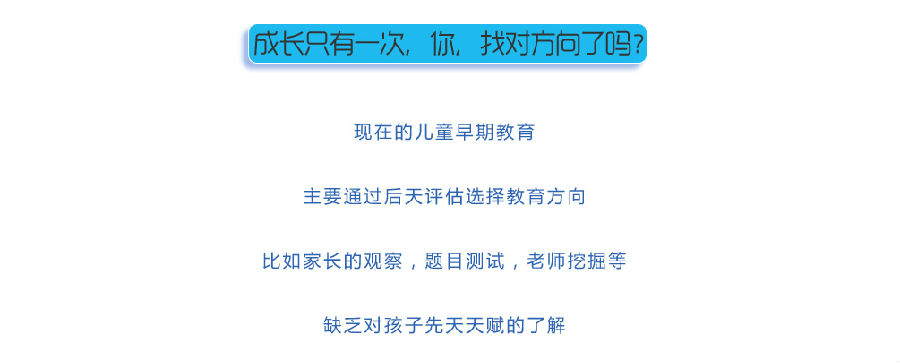 成长只有一次，你，找对方向了吗？
现在的儿童早期教育
主要通过后天评估选择教育方向
比如家长的观察，题目测试，老师挖掘等
缺乏对孩子先天天赋的了解